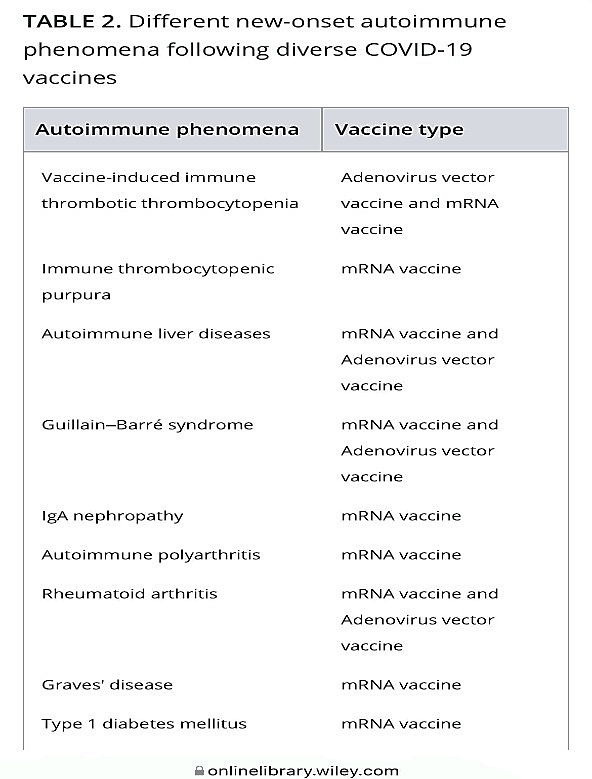 TABLE 2. Different new-onset autoimmune
phenomena following diverse COVID-19
vaccines
Autoimmune phenomena Vaccine type
Vaccine-induced immune Adenovirus vector
thrombotic thrombocytopenia vaccine and mRNA
vaccine
Immune thrombocytopenic mRNA vaccine
purpura
Autoimmune liver diseases mRNA vaccine and
Adenovirus vector
vaccine
Guillain–Barré syndrome mRNA vaccine and
Adenovirus vector
vaccine
IgA nephropathy mRNA vaccine
Autoimmune polyarthritis mRNA vaccine
Rheumatoid arthritis mRNA vaccine and
Adenovirus vector
vaccine
Graves' disease mRNA vaccine
Type 1 diabetes mellitus mRNA vaccine
onlinelibrary.wiley.com